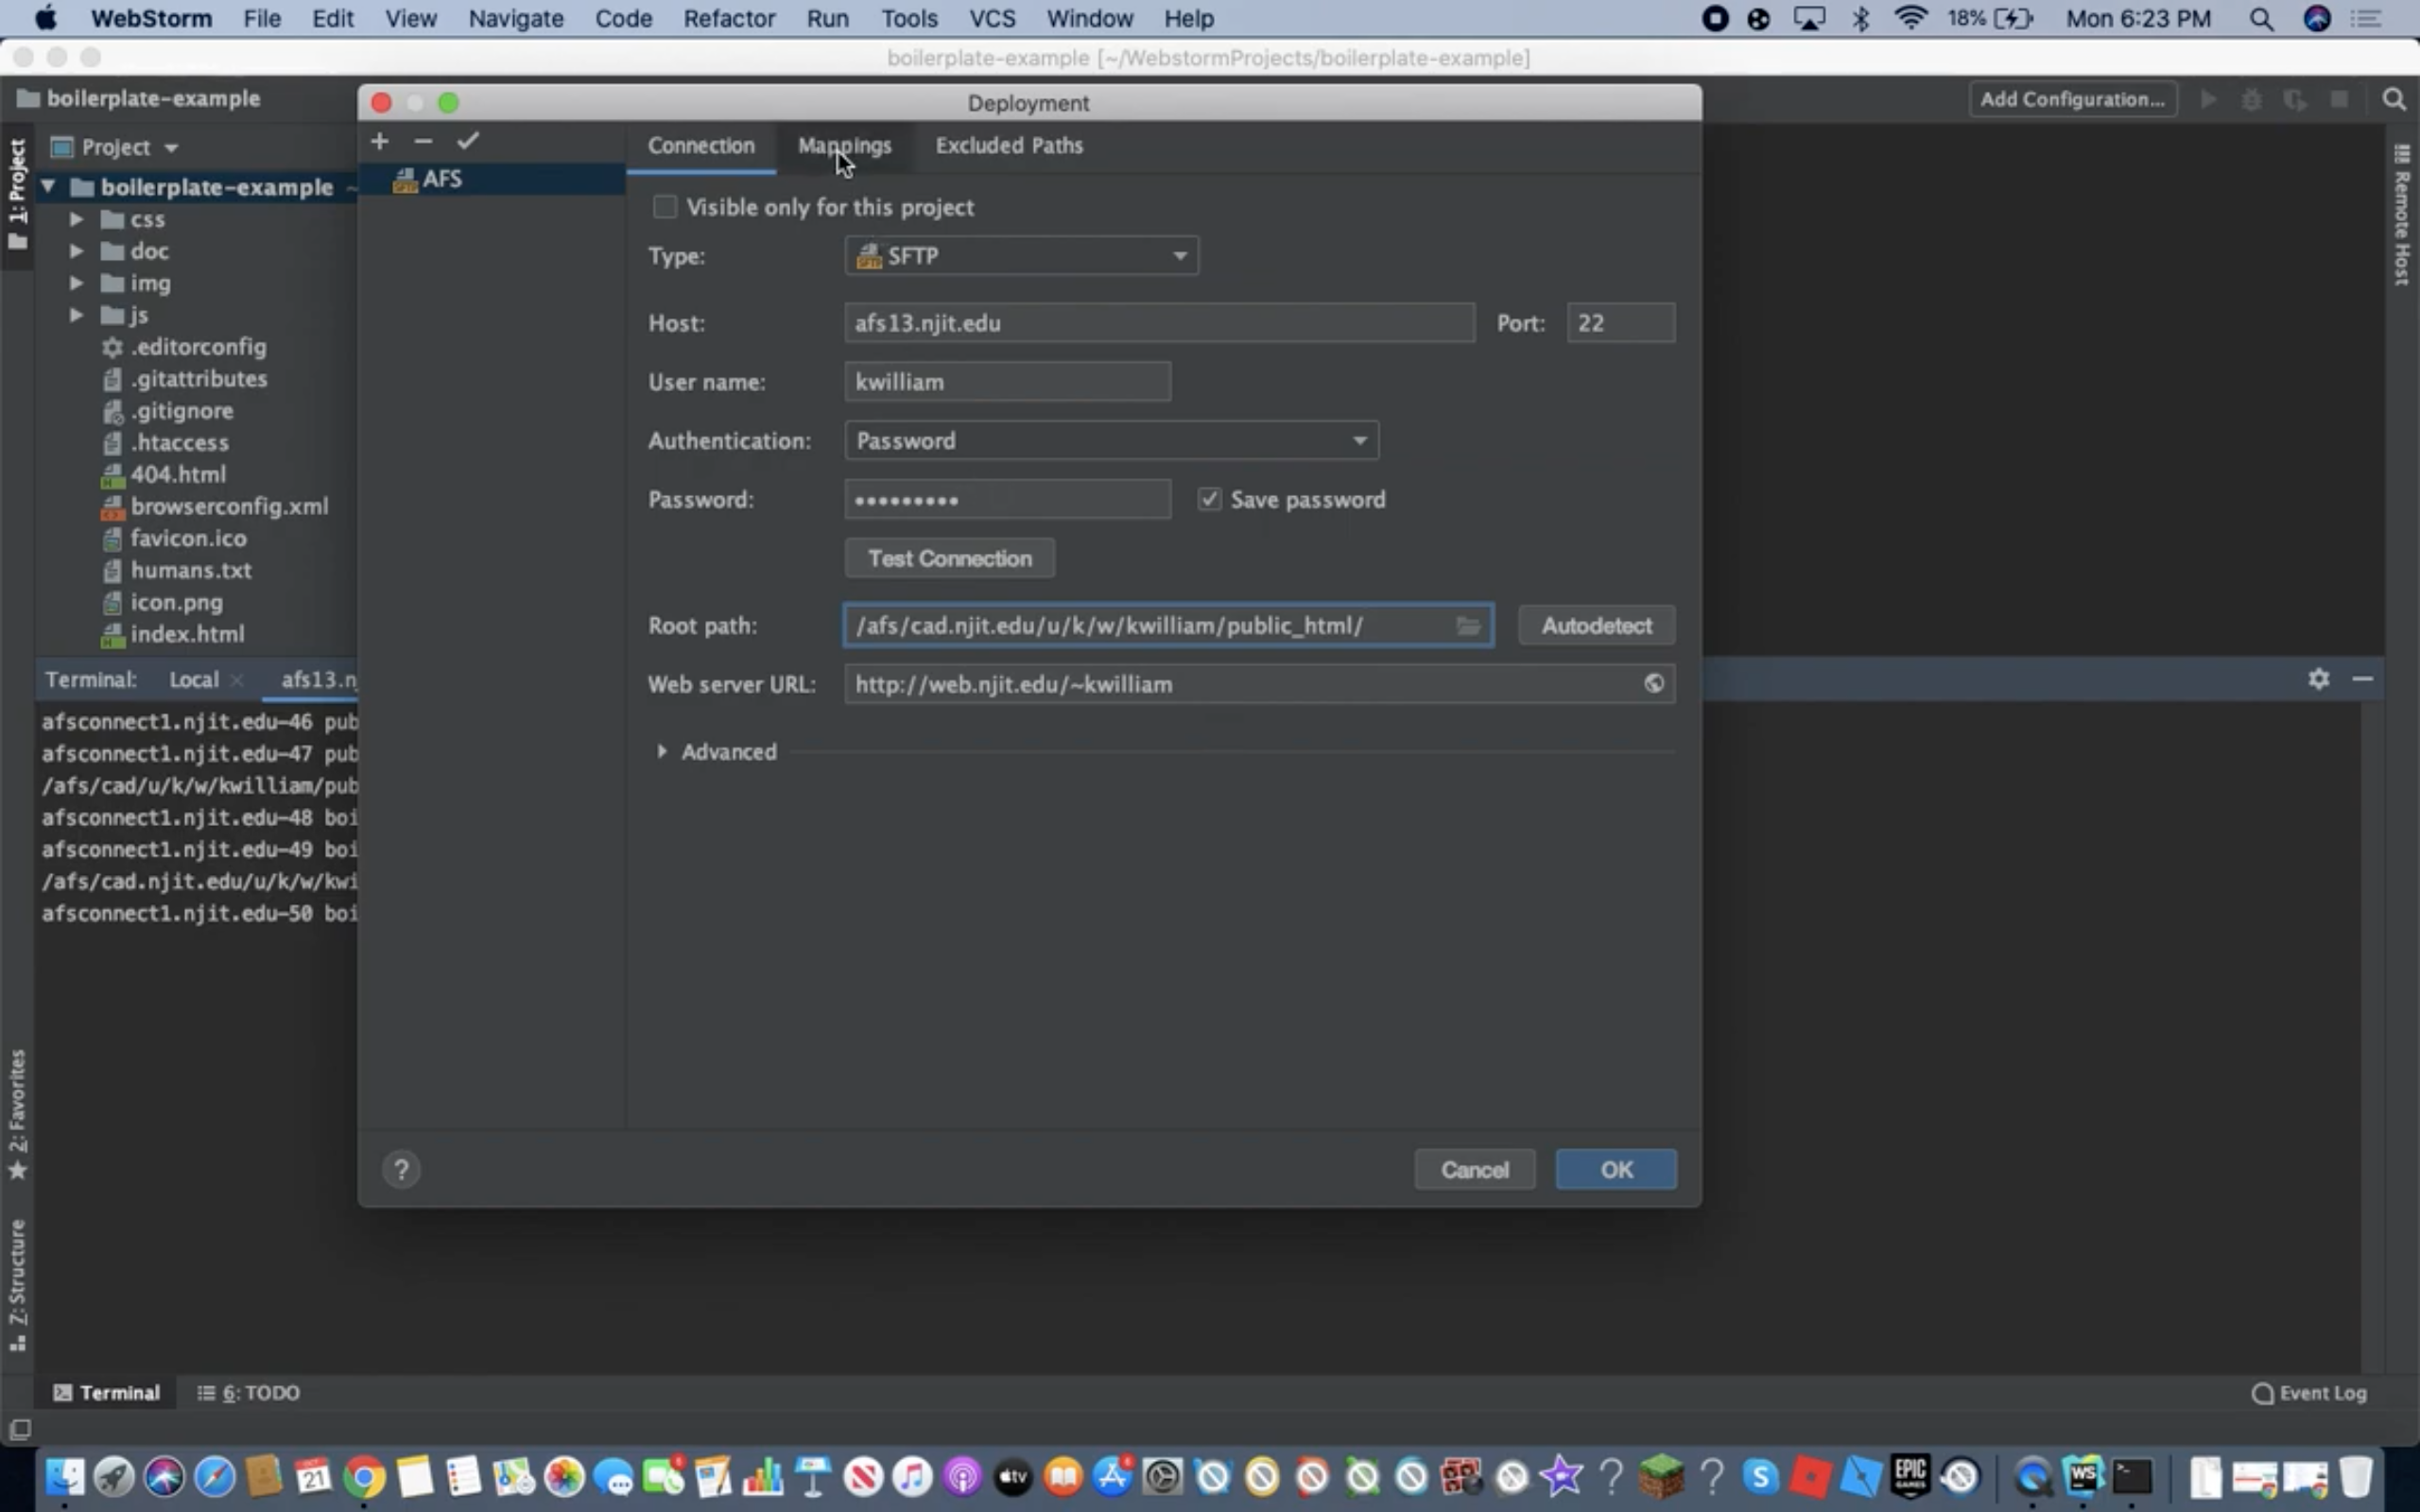 WebStorm File Edit View Navigate Code Refactor Run Tools VCS Window Help 18% Mon 6:23 PM
boilerplate-example [~/WebstormProjects/boilerplate-example]
boilerplate-example
Add Configuration...
Deployment
1: Project
Project
boilerplate-example ~
css
doc
img
js
.editorconfig
.gitattributes
.gitignore
.htaccess
404.html
browserconfig.xml
favicon.ico
humans.txt
icon.png
index.html
AFS
Connection Mappings Excluded Paths
Visible only for this project
Type: SFTP
Host: afs13.njit.edu Port: 22
User name: kwilliam
Authentication: Password
Password: ••••••••• Save password
Test Connection
Root path: /afs/cad.njit.edu/u/k/w/kwilliam/public_html/ Autodetect
Web server URL: http://web.njit.edu/~kwilliam
Advanced
? Cancel OK
Remote Host
Terminal: Local afs13.nj
afsconnect1.njit.edu-46 pub
afsconnect1.njit.edu-47 pub
/afs/cad/u/k/w/kwilliam/pub
afsconnect1.njit.edu-48 boi
afsconnect1.njit.edu-49 boi
/afs/cad.njit.edu/u/k/w/kwi
afsconnect1.njit.edu-50 boi
2: Favorites
Z: Structure
Terminal 6: TODO Event Log
21
tv
EPIC GAMES
WS